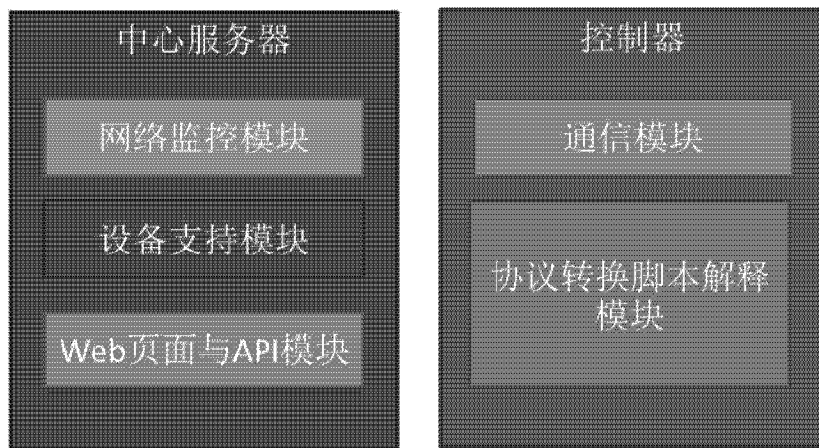 中心服务器
网络监控模块
设备支持模块
Web页面与API模块
控制器
通信模块
协议转换脚本解释
模块